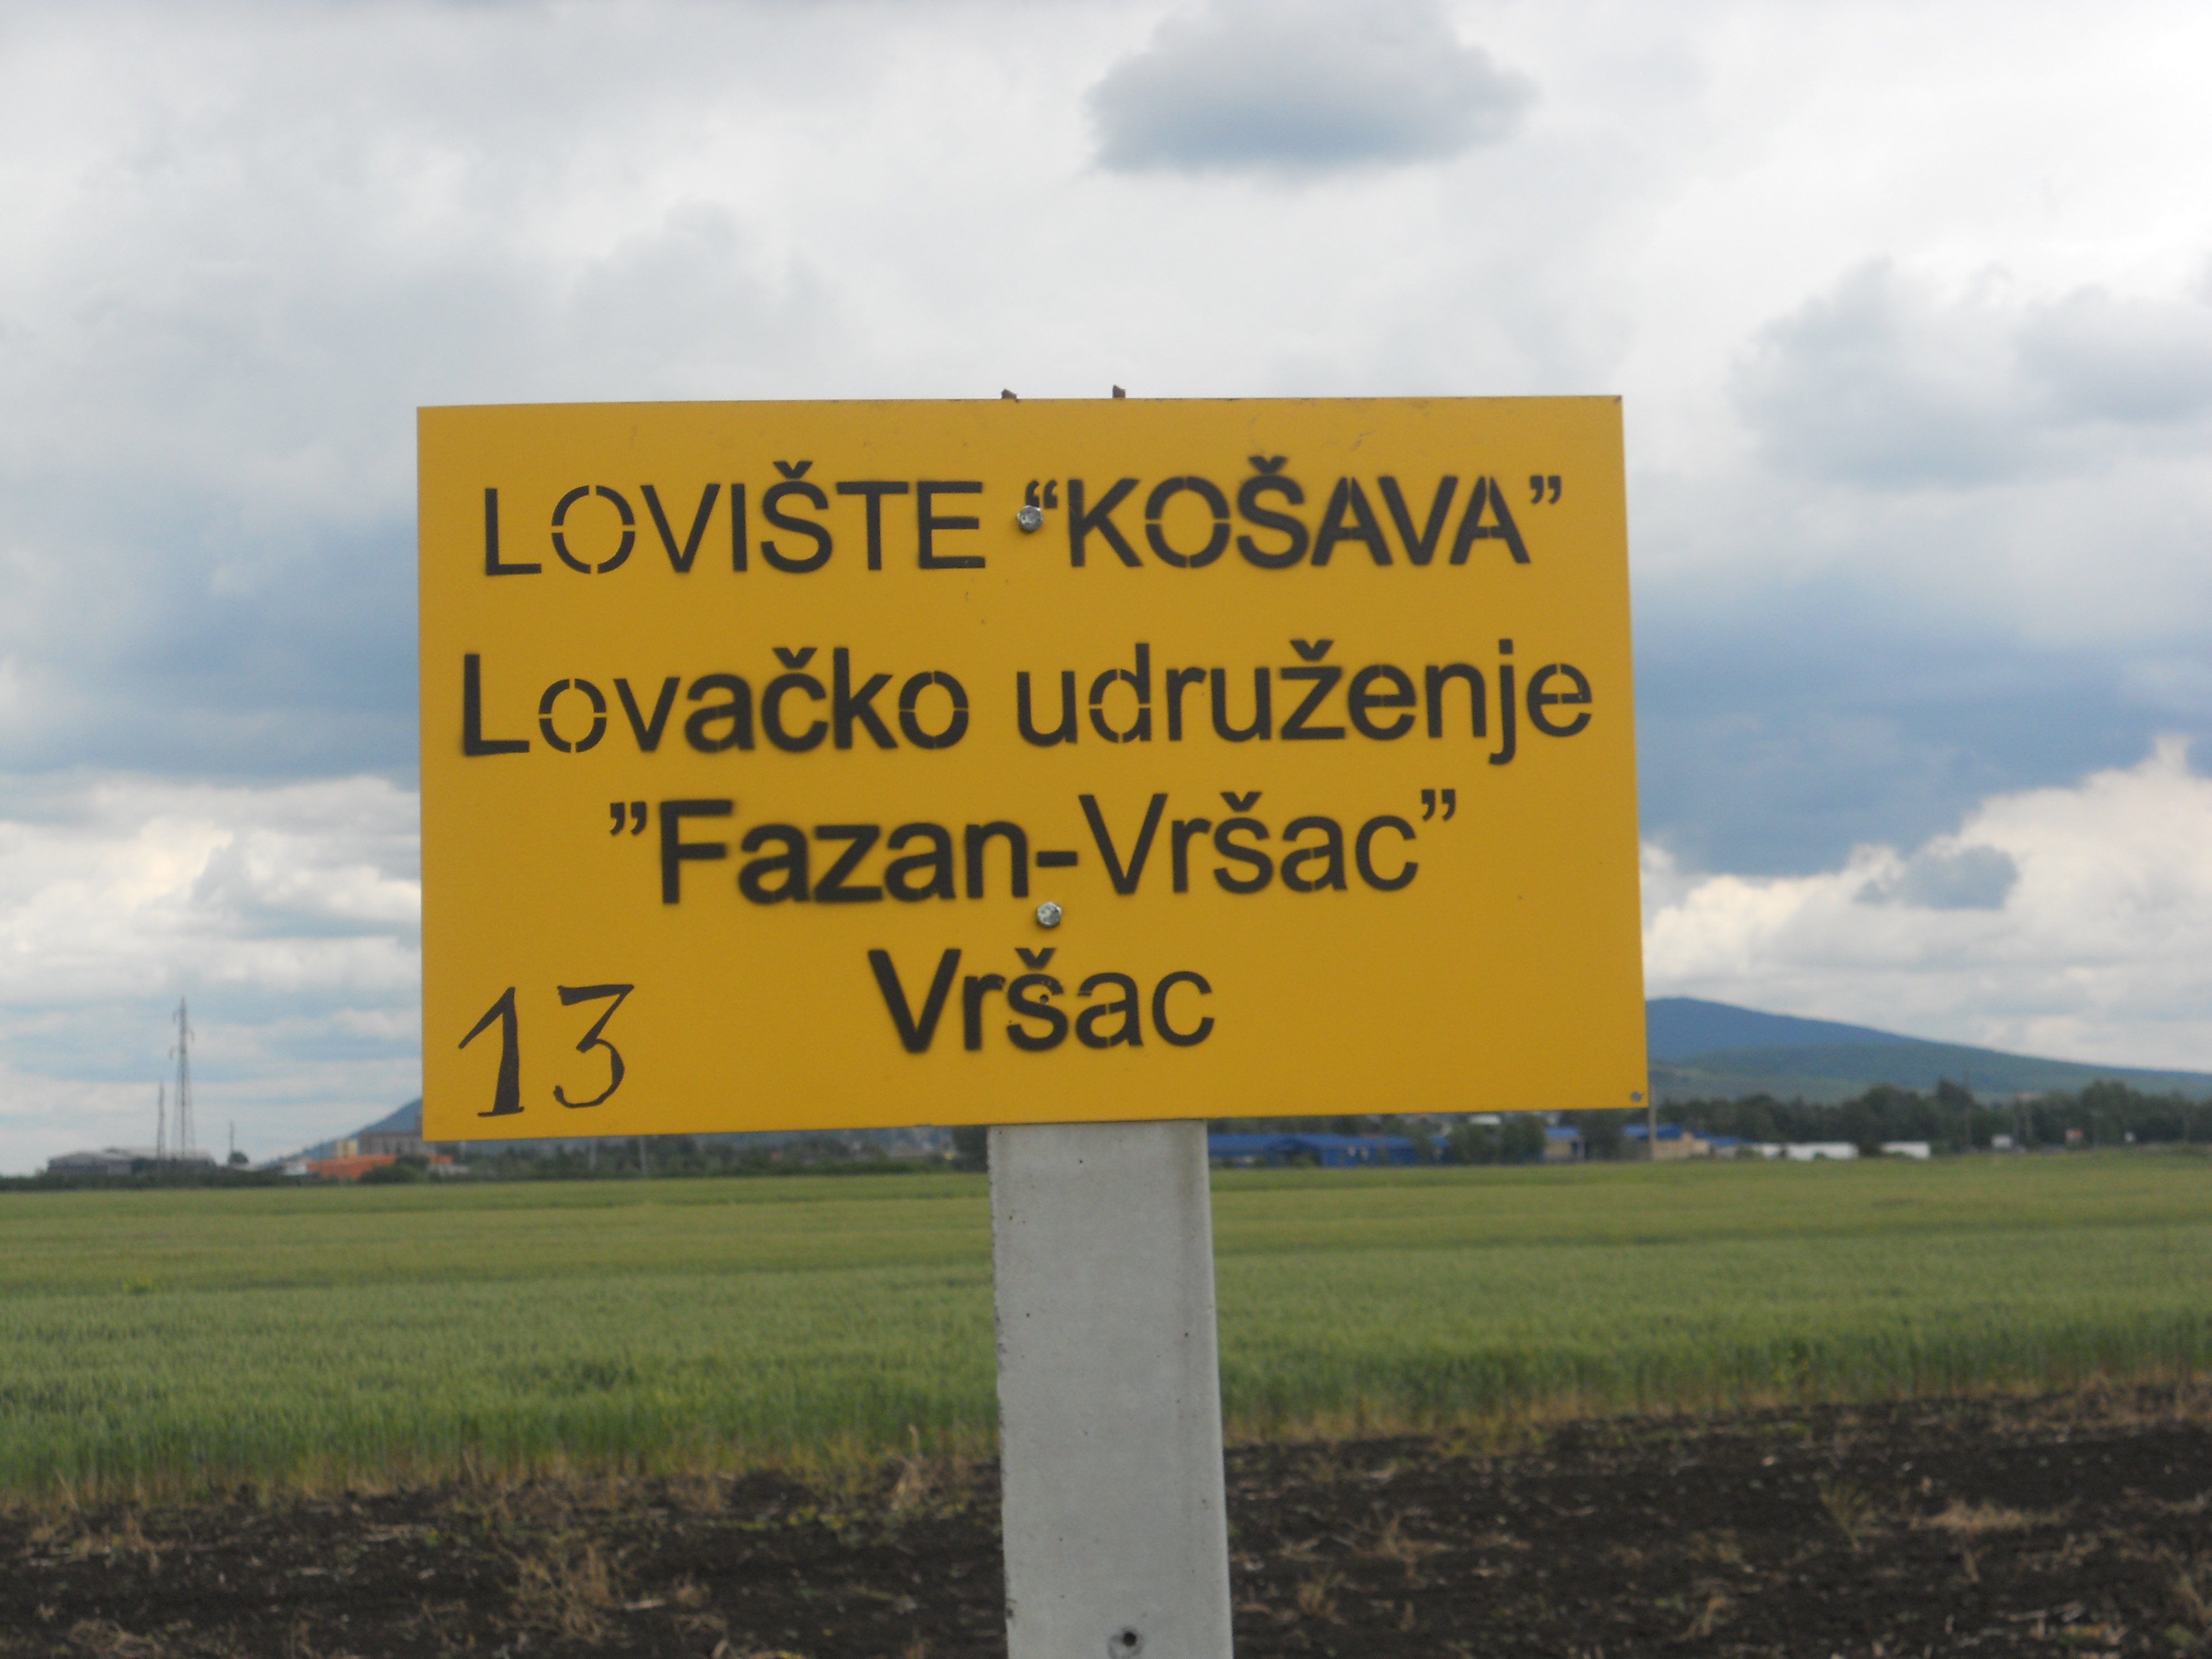 LOVIŠTE “KOŠAVA”
Lovačko udruženje
”Fazan-Vršac”
Vršac
13